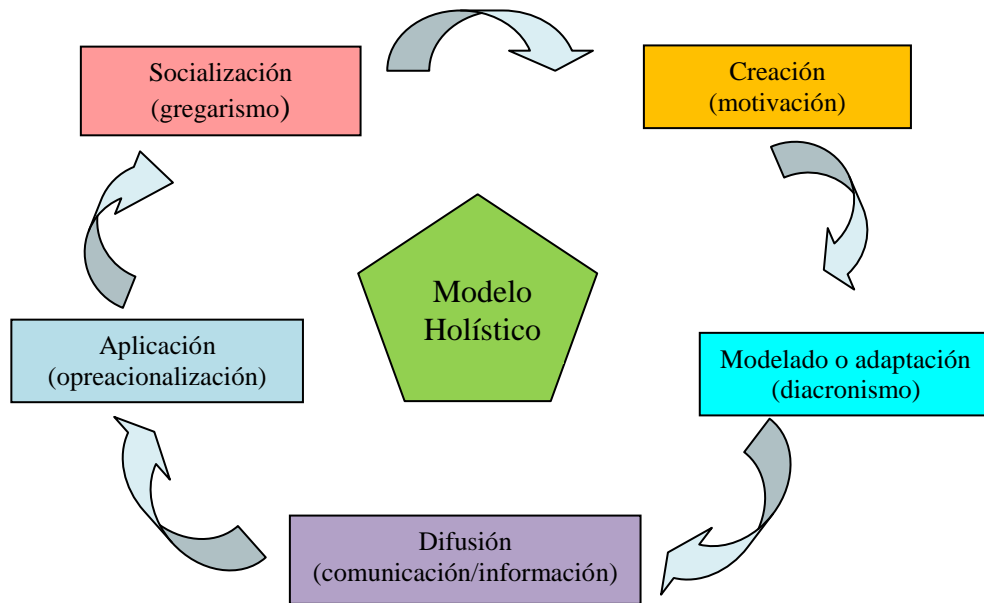 Socialización
(gregarismo)
Creación
(motivación)
Modelo
Holístico
Aplicación
(opreacionalización)
Modelado o adaptación
(diacronismo)
Difusión
(comunicación/información)